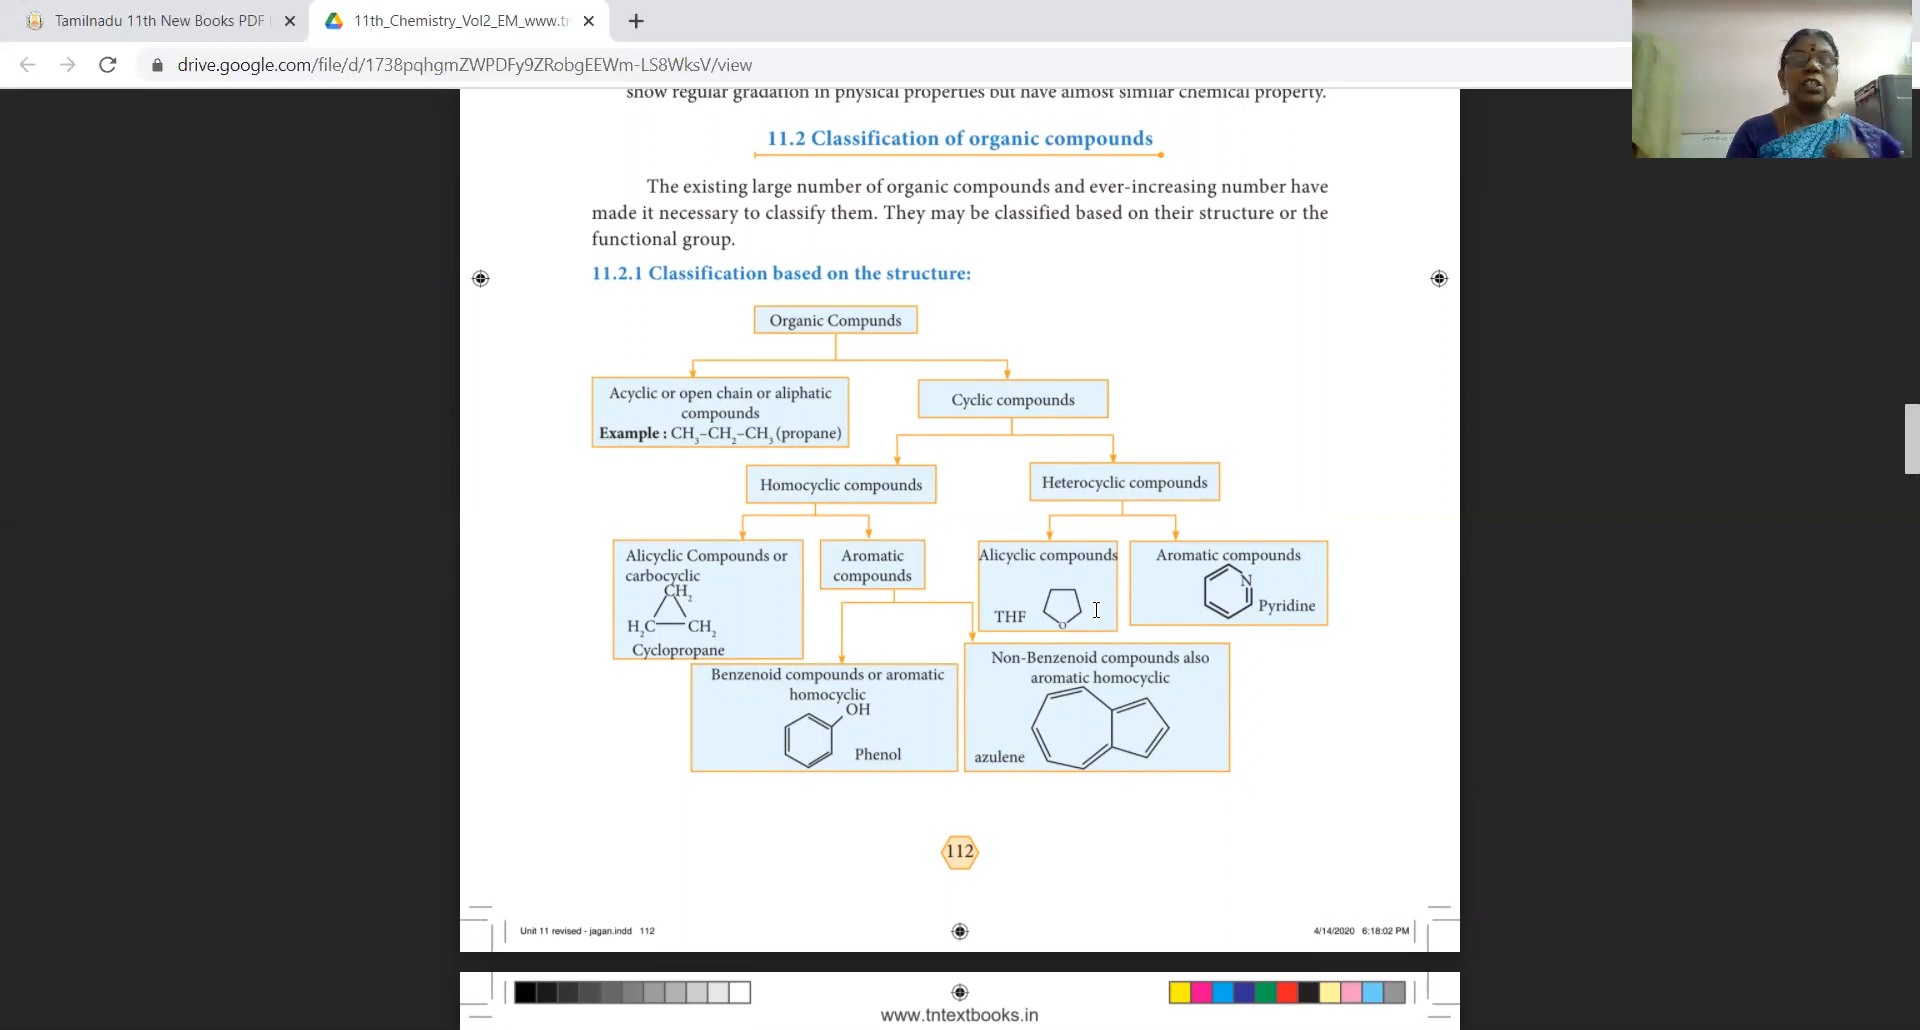 Tamilnadu 11th New Books PDF
11th_Chemistry_Vol2_EM_www.tr
drive.google.com/file/d/1738pqhgmZWPDFy9ZRobgEEWm-LS8WksV/view
show regular gradation in physical properties but have almost similar chemical property.
11.2 Classification of organic compounds
The existing large number of organic compounds and ever-increasing number have
made it necessary to classify them. They may be classified based on their structure or the
functional group.
11.2.1 Classification based on the structure:
Organic Compunds
Acyclic or open chain or aliphatic
compounds
Example : CH₃–CH₂–CH₃ (propane)
Cyclic compounds
Homocyclic compounds
Heterocyclic compounds
Alicyclic Compounds or
carbocyclic
CH₂
H₂C CH₂
Cyclopropane
Aromatic
compounds
Alicyclic compounds
THF
O
Aromatic compounds
N
Pyridine
Benzenoid compounds or aromatic
homocyclic
OH
Phenol
Non-Benzenoid compounds also
aromatic homocyclic
azulene
112
Unit 11 revised - jagan.indd 112
4/14/2020 6:18:02 PM
www.tntextbooks.in